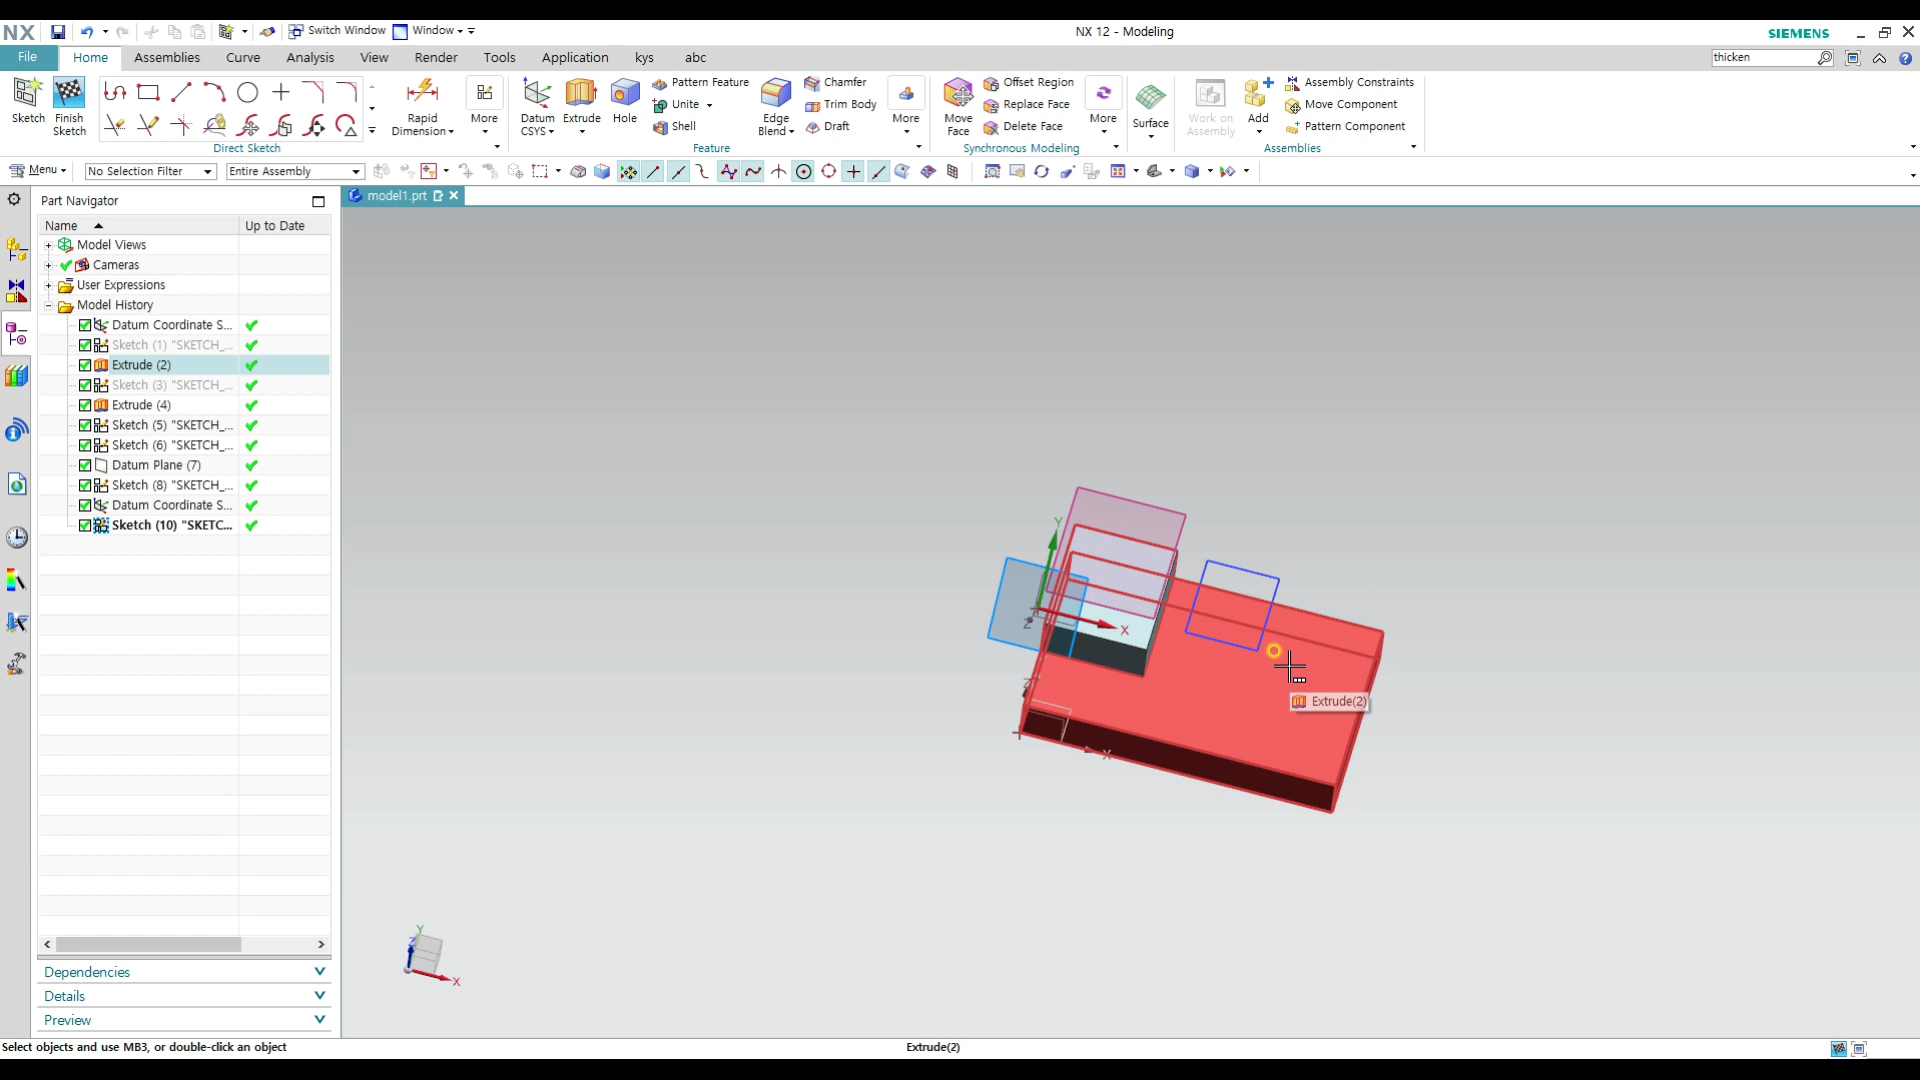 NX
Switch Window
Window
NX 12 - Modeling
SIEMENS
File
Home
Assemblies
Curve
Analysis
View
Render
Tools
Application
kys
abc
thicken
Sketch
Finish
Sketch
Direct Sketch
Rapid
Dimension
More
Datum
CSYS
Extrude
Hole
Pattern Feature
Unite
Shell
Edge
Blend
Chamfer
Trim Body
Draft
More
Feature
Move
Face
Offset Region
Replace Face
Delete Face
More
Synchronous Modeling
Surface
Work on
Assembly
Add
Assembly Constraints
Move Component
Pattern Component
Assemblies
Menu
No Selection Filter
Entire Assembly
Part Navigator
model1.prt
Name
Up to Date
Model Views
Cameras
User Expressions
Model History
Datum Coordinate S...
Sketch (1) "SKETCH_...
Extrude (2)
Sketch (3) "SKETCH_...
Extrude (4)
Sketch (5) "SKETCH_...
Sketch (6) "SKETCH_...
Datum Plane (7)
Sketch (8) "SKETCH_...
Datum Coordinate S...
Sketch (10) "SKETC...
Y
X
Z
Z
X
Extrude(2)
Y
Z
X
Dependencies
Details
Preview
Select objects and use MB3, or double-click an object
Extrude(2)